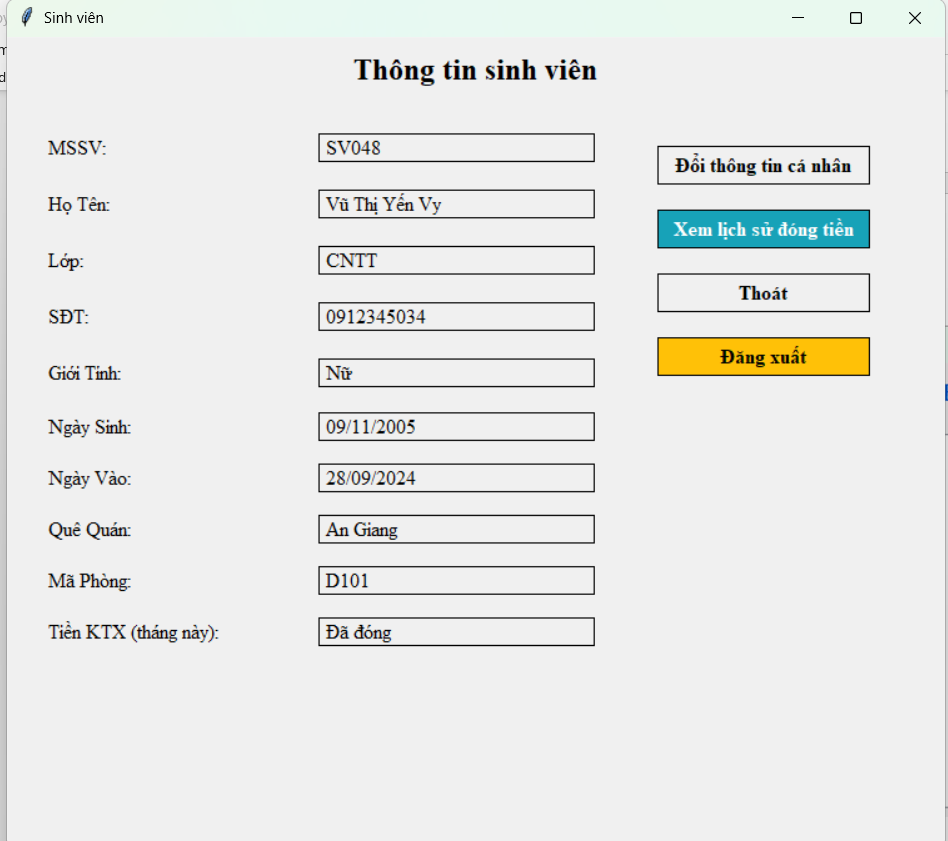 Sinh viên
Thông tin sinh viên
MSSV: SV048
Họ Tên: Vũ Thị Yến Vy
Lớp: CNTT
SĐT: 0912345034
Giới Tính: Nữ
Ngày Sinh: 09/11/2005
Ngày Vào: 28/09/2024
Quê Quán: An Giang
Mã Phòng: D101
Tiền KTX (tháng này): Đã đóng
Đổi thông tin cá nhân
Xem lịch sử đóng tiền
Thoát
Đăng xuất